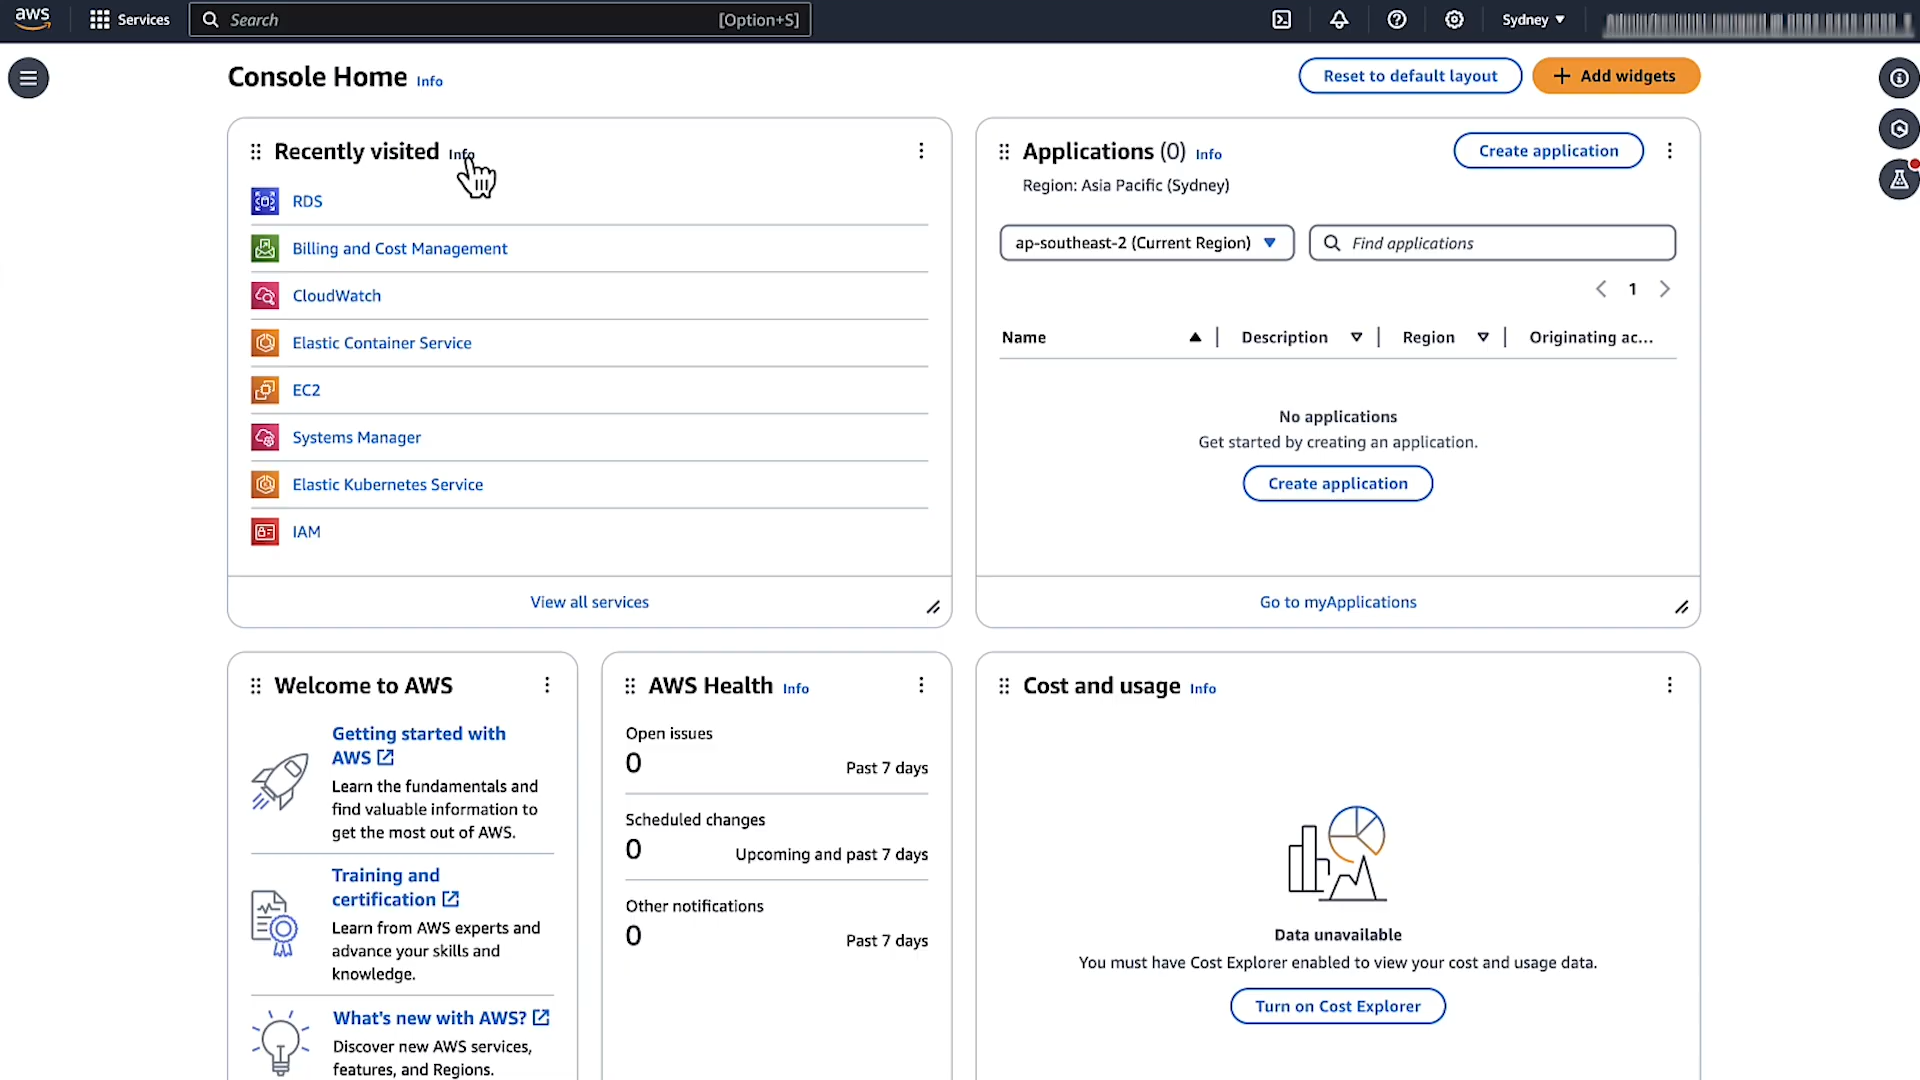 aws
Services
Search
[Option+S]
Sydney
Console Home Info
Reset to default layout
Add widgets
Recently visited Info
RDS
Billing and Cost Management
CloudWatch
Elastic Container Service
EC2
Systems Manager
Elastic Kubernetes Service
IAM
View all services
Applications (0) Info
Create application
Region: Asia Pacific (Sydney)
ap-southeast-2 (Current Region)
Find applications
1
Name
Description
Region
Originating ac...
No applications
Get started by creating an application.
Create application
Go to myApplications
Welcome to AWS
Getting started with
AWS
Learn the fundamentals and
find valuable information to
get the most out of AWS.
Training and
certification
Learn from AWS experts and
advance your skills and
knowledge.
What's new with AWS?
Discover new AWS services,
features, and Regions.
AWS Health Info
Open issues
0
Past 7 days
Scheduled changes
0
Upcoming and past 7 days
Other notifications
0
Past 7 days
Cost and usage Info
Data unavailable
You must have Cost Explorer enabled to view your cost and usage data.
Turn on Cost Explorer